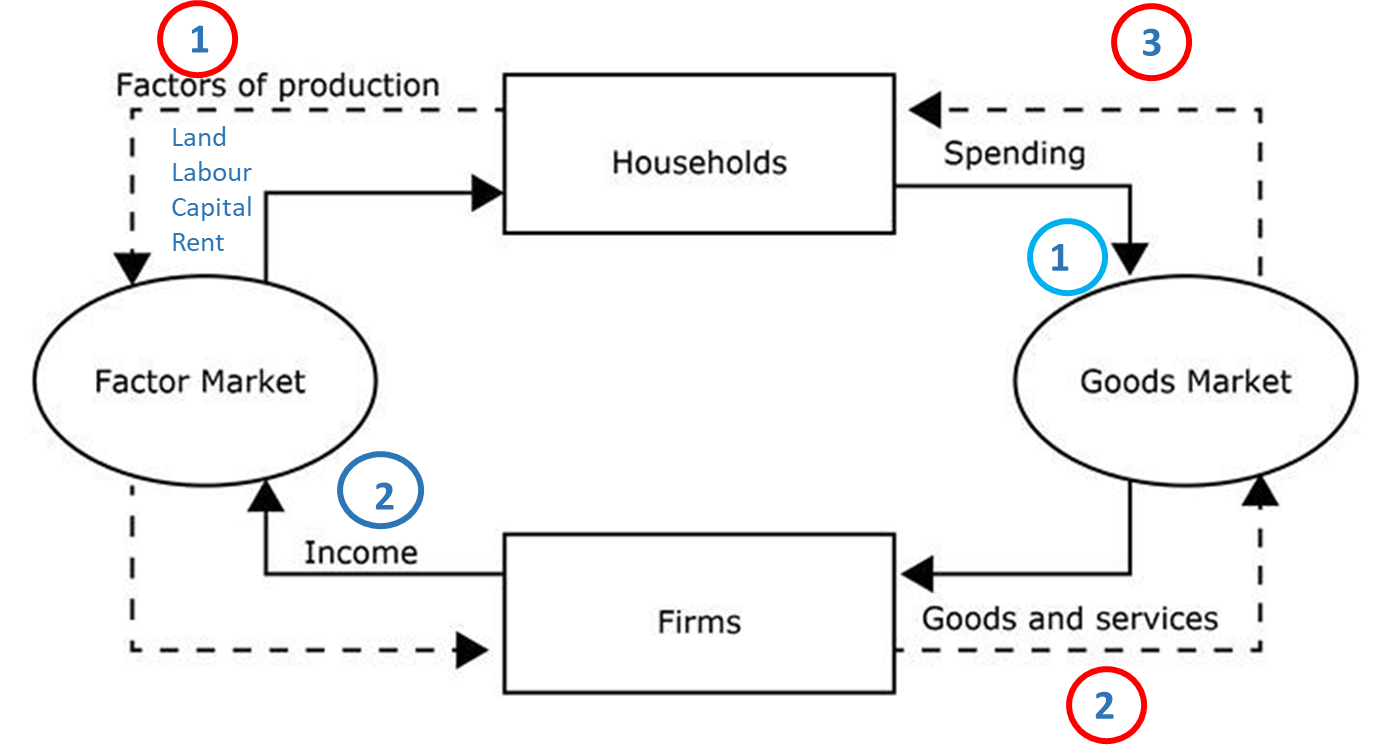 1
3
Factors of production
Land
Labour
Capital
Rent
Households
Spending
1
Factor Market
Goods Market
2
Income
Firms
Goods and services
2